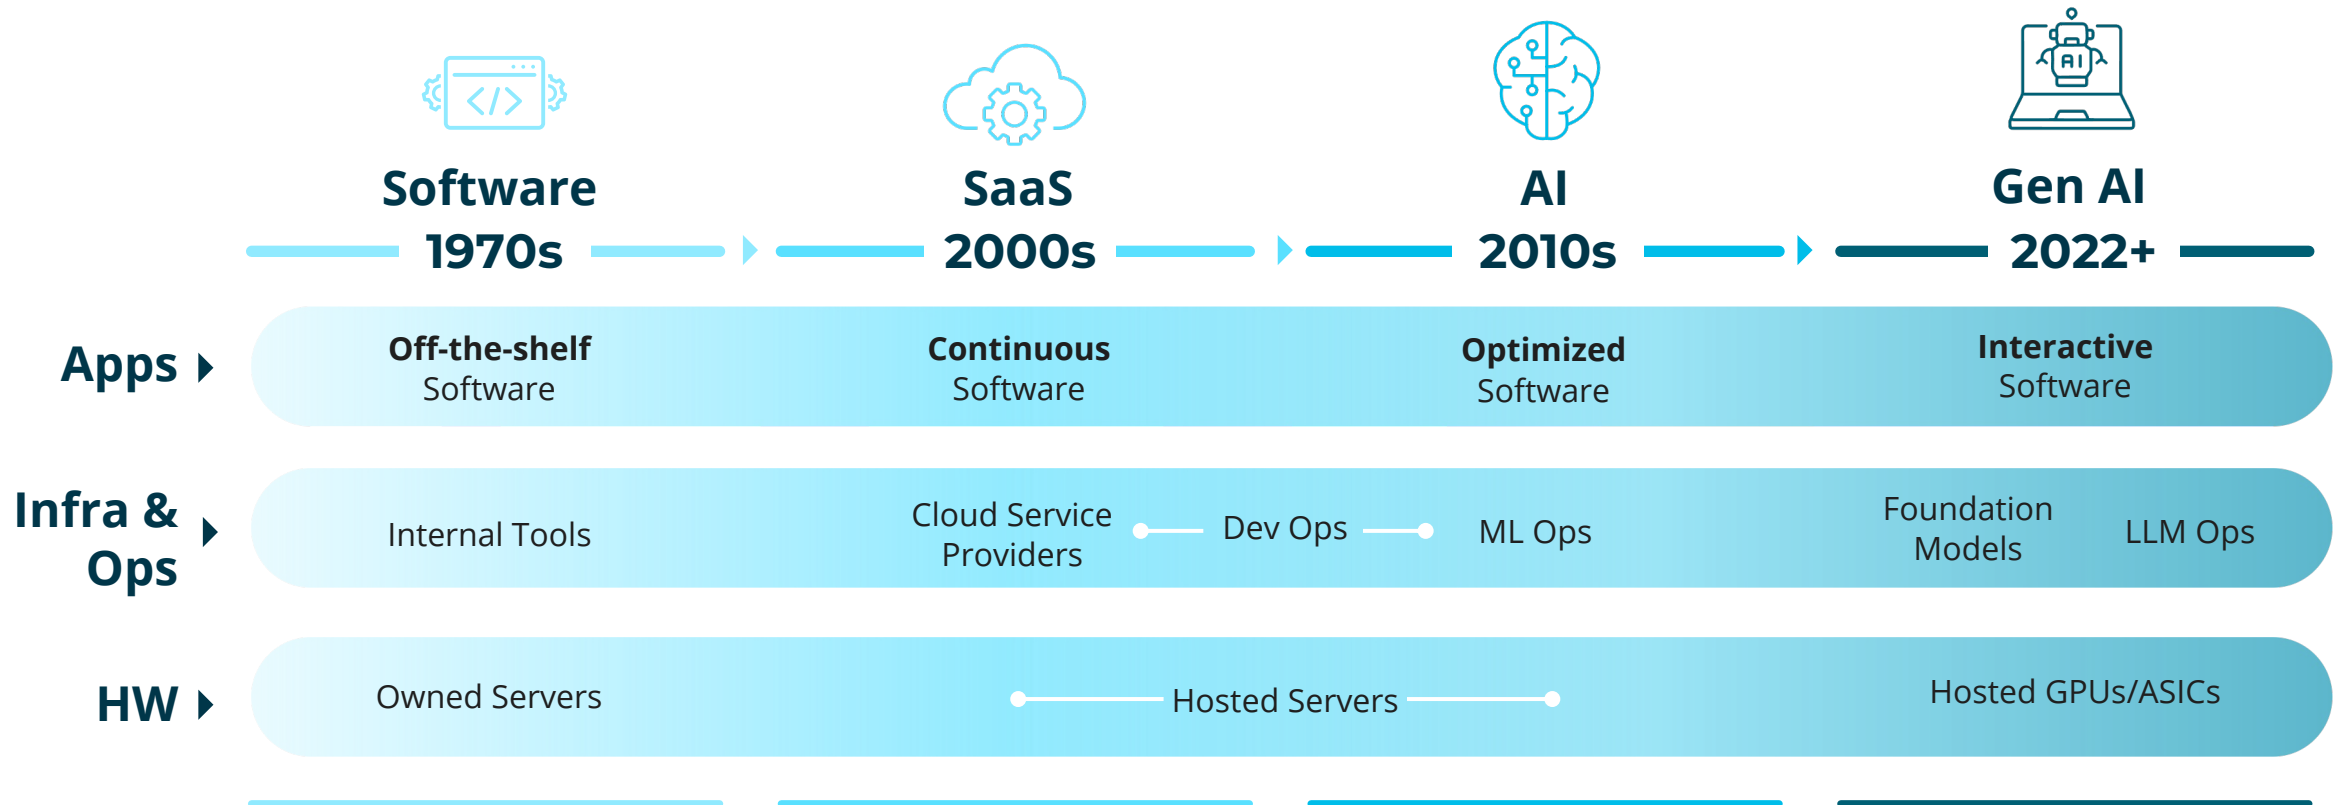 </>
AI
Software
SaaS
AI
Gen AI
1970s
2000s
2010s
2022+
Apps
Off-the-shelf
Software
Continuous
Software
Optimized
Software
Interactive
Software
Infra &
Ops
Internal Tools
Cloud Service
Providers
Dev Ops
ML Ops
Foundation
Models
LLM Ops
HW
Owned Servers
Hosted Servers
Hosted GPUs/ASICs